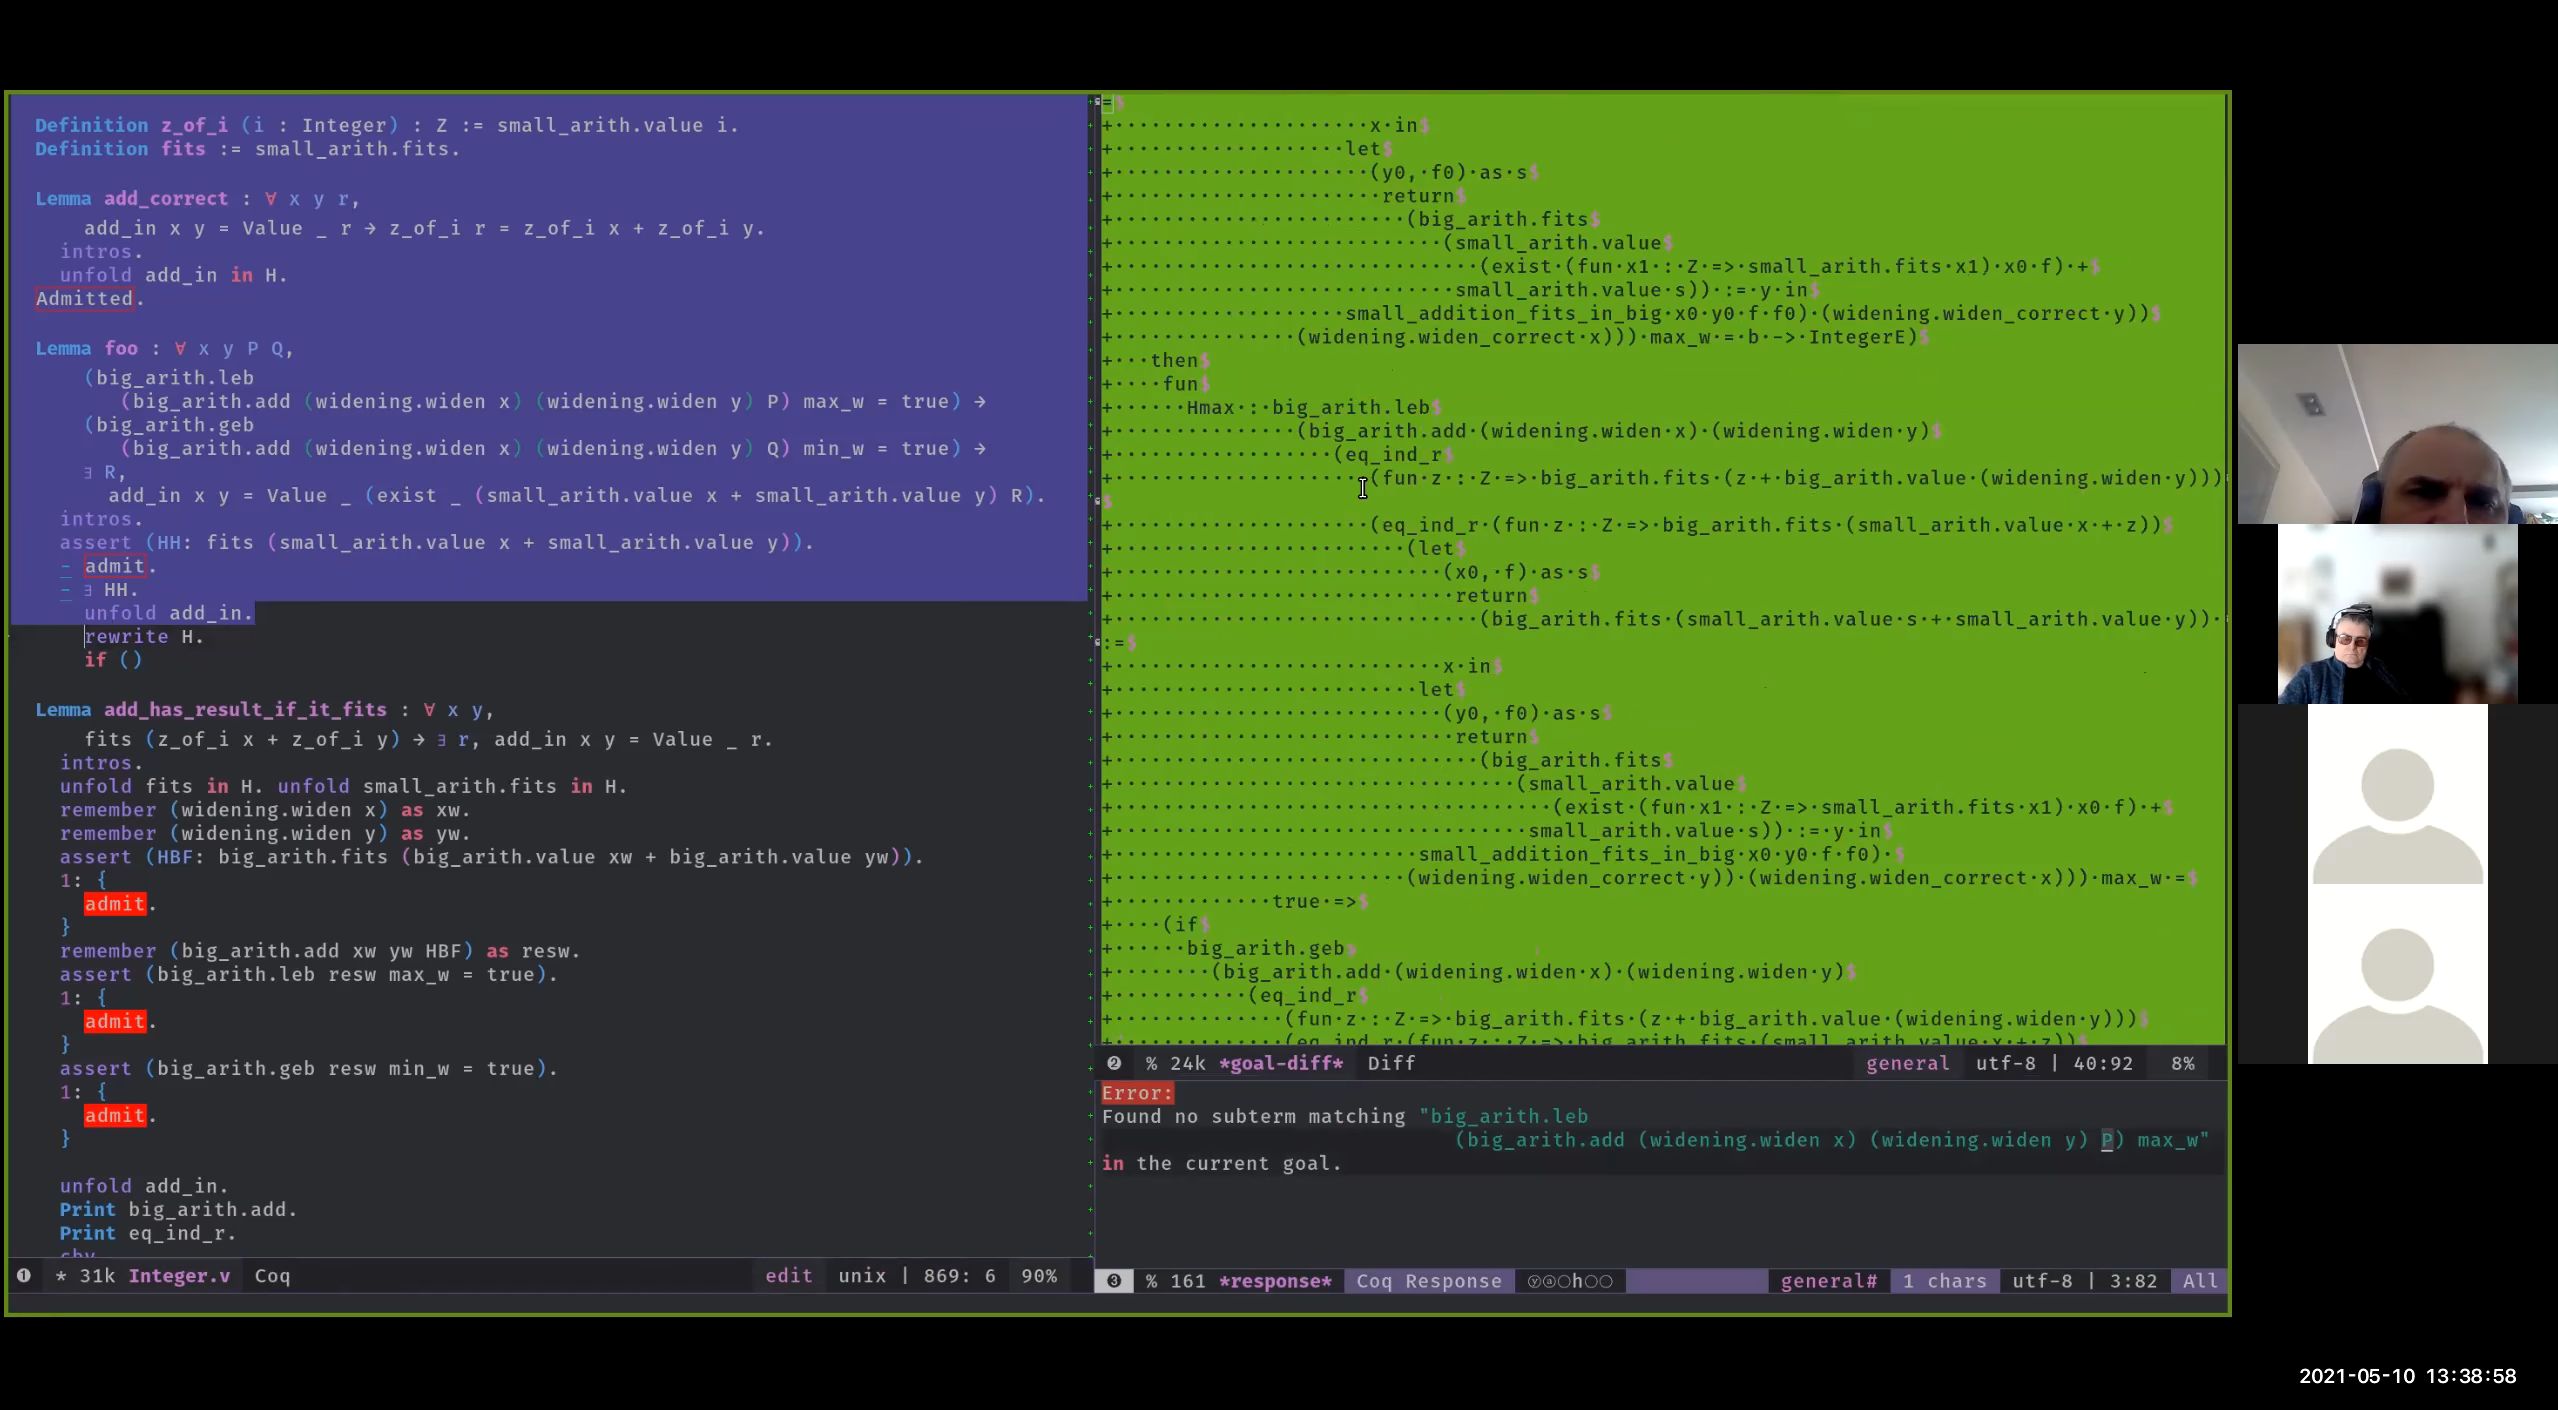 Definition z_of_i (i : Integer) : Z := small_arith.value i.
Definition fits := small_arith.fits.
Lemma add_correct : ∀ x y r,
add_in x y = Value _ r → z_of_i r = z_of_i x + z_of_i y.
intros.
unfold add_in in H.
Admitted.
Lemma foo : ∀ x y P Q,
(big_arith.leb
(big_arith.add (widening.widen x) (widening.widen y) P) max_w = true) →
(big_arith.geb
(big_arith.add (widening.widen x) (widening.widen y) Q) min_w = true) →
∃ R,
add_in x y = Value _ (exist _ (small_arith.value x + small_arith.value y) R).
intros.
assert (HH: fits (small_arith.value x + small_arith.value y)).
- admit.
- ∃ HH.
unfold add_in.
rewrite H.
if ()
Lemma add_has_result_if_it_fits : ∀ x y,
fits (z_of_i x + z_of_i y) → ∃ r, add_in x y = Value _ r.
intros.
unfold fits in H. unfold small_arith.fits in H.
remember (widening.widen x) as xw.
remember (widening.widen y) as yw.
assert (HBF: big_arith.fits (big_arith.value xw + big_arith.value yw)).
1: {
admit.
}
remember (big_arith.add xw yw HBF) as resw.
assert (big_arith.leb resw max_w = true).
1: {
admit.
}
assert (big_arith.geb resw min_w = true).
1: {
admit.
}
unfold add_in.
Print big_arith.add.
Print eq_ind_r.
❶ * 31k Integer.v Coq edit unix | 869: 6 90%
=$
+······················x·in$
+····················let$
+······················(y0,·f0)·as·s$
+·······················return$
+·························(big_arith.fits$
+····························(small_arith.value$
+·······························(exist·(fun·x1·:·Z·=>·small_arith.fits·x1)·x0·f)·+$
+·····························small_arith.value·s))·:=·y·in$
+····················small_addition_fits_in_big·x0·y0·f·f0)·(widening.widen_correct·y))$
+················(widening.widen_correct·x)))·max_w·=·b·->·IntegerE)$
+····then$
+·····fun$
+·······Hmax·:·big_arith.leb$
+················(big_arith.add·(widening.widen·x)·(widening.widen·y)$
+···················(eq_ind_r$
+······················(fun·z·:·Z·=>·big_arith.fits·(z·+·big_arith.value·(widening.widen·y)))
$
+······················(eq_ind_r·(fun·z·:·Z·=>·big_arith.fits·(small_arith.value·x·+·z))$
+·························(let$
+····························(x0,·f)·as·s$
+·····························return$
+·······························(big_arith.fits·(small_arith.value·s·+·small_arith.value·y))·
:=$
+····························x·in$
+··························let$
+····························(y0,·f0)·as·s$
+·····························return$
+·······························(big_arith.fits$
+··································(small_arith.value$
+·····································(exist·(fun·x1·:·Z·=>·small_arith.fits·x1)·x0·f)·+$
+···································small_arith.value·s))·:=·y·in$
+··························small_addition_fits_in_big·x0·y0·f·f0)·$
+·························(widening.widen_correct·y))·(widening.widen_correct·x)))·max_w·=$
+··············true·=>$
+·····(if$
+·······big_arith.geb$
+·········(big_arith.add·(widening.widen·x)·(widening.widen·y)$
+············(eq_ind_r$
+···············(fun·z·:·Z·=>·big_arith.fits·(z·+·big_arith.value·(widening.widen·y)))$
+···············(eq_ind_r·(fun·z·:·Z·=>·big_arith.fits·(small_arith.value·x·+·z))$
❷ % 24k *goal-diff* Diff general utf-8 | 40:92 8%
Error:
Found no subterm matching "big_arith.leb
(big_arith.add (widening.widen x) (widening.widen y) P) max_w"
in the current goal.
❸ % 161 *response* Coq Response ⓨⓐ○h○○ general# 1 chars utf-8 | 3:82 All
2021-05-10 13:38:58